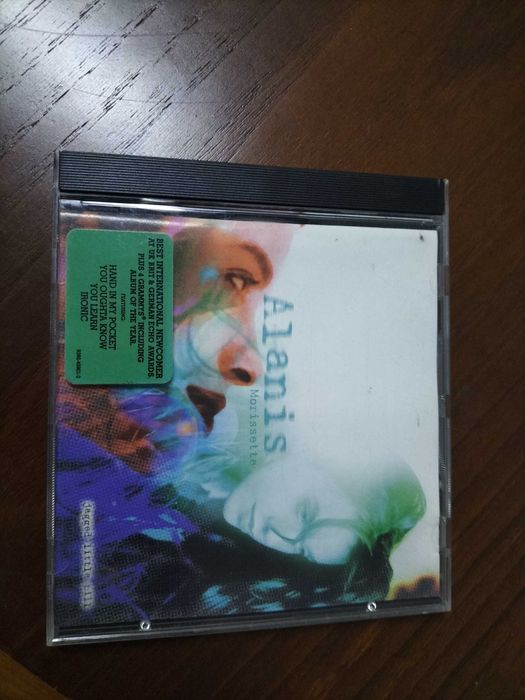 Alanis
Morissette
BEST INTERNATIONAL NEWCOMER
AT UK BRIT & GERMAN ECHO AWARDS.
PLUS 4 GRAMMYS® INCLUDING
ALBUM OF THE YEAR.
FEATURING:
HAND IN MY POCKET
YOU OUGHTA KNOW
YOU LEARN
IRONIC
jagged little pill